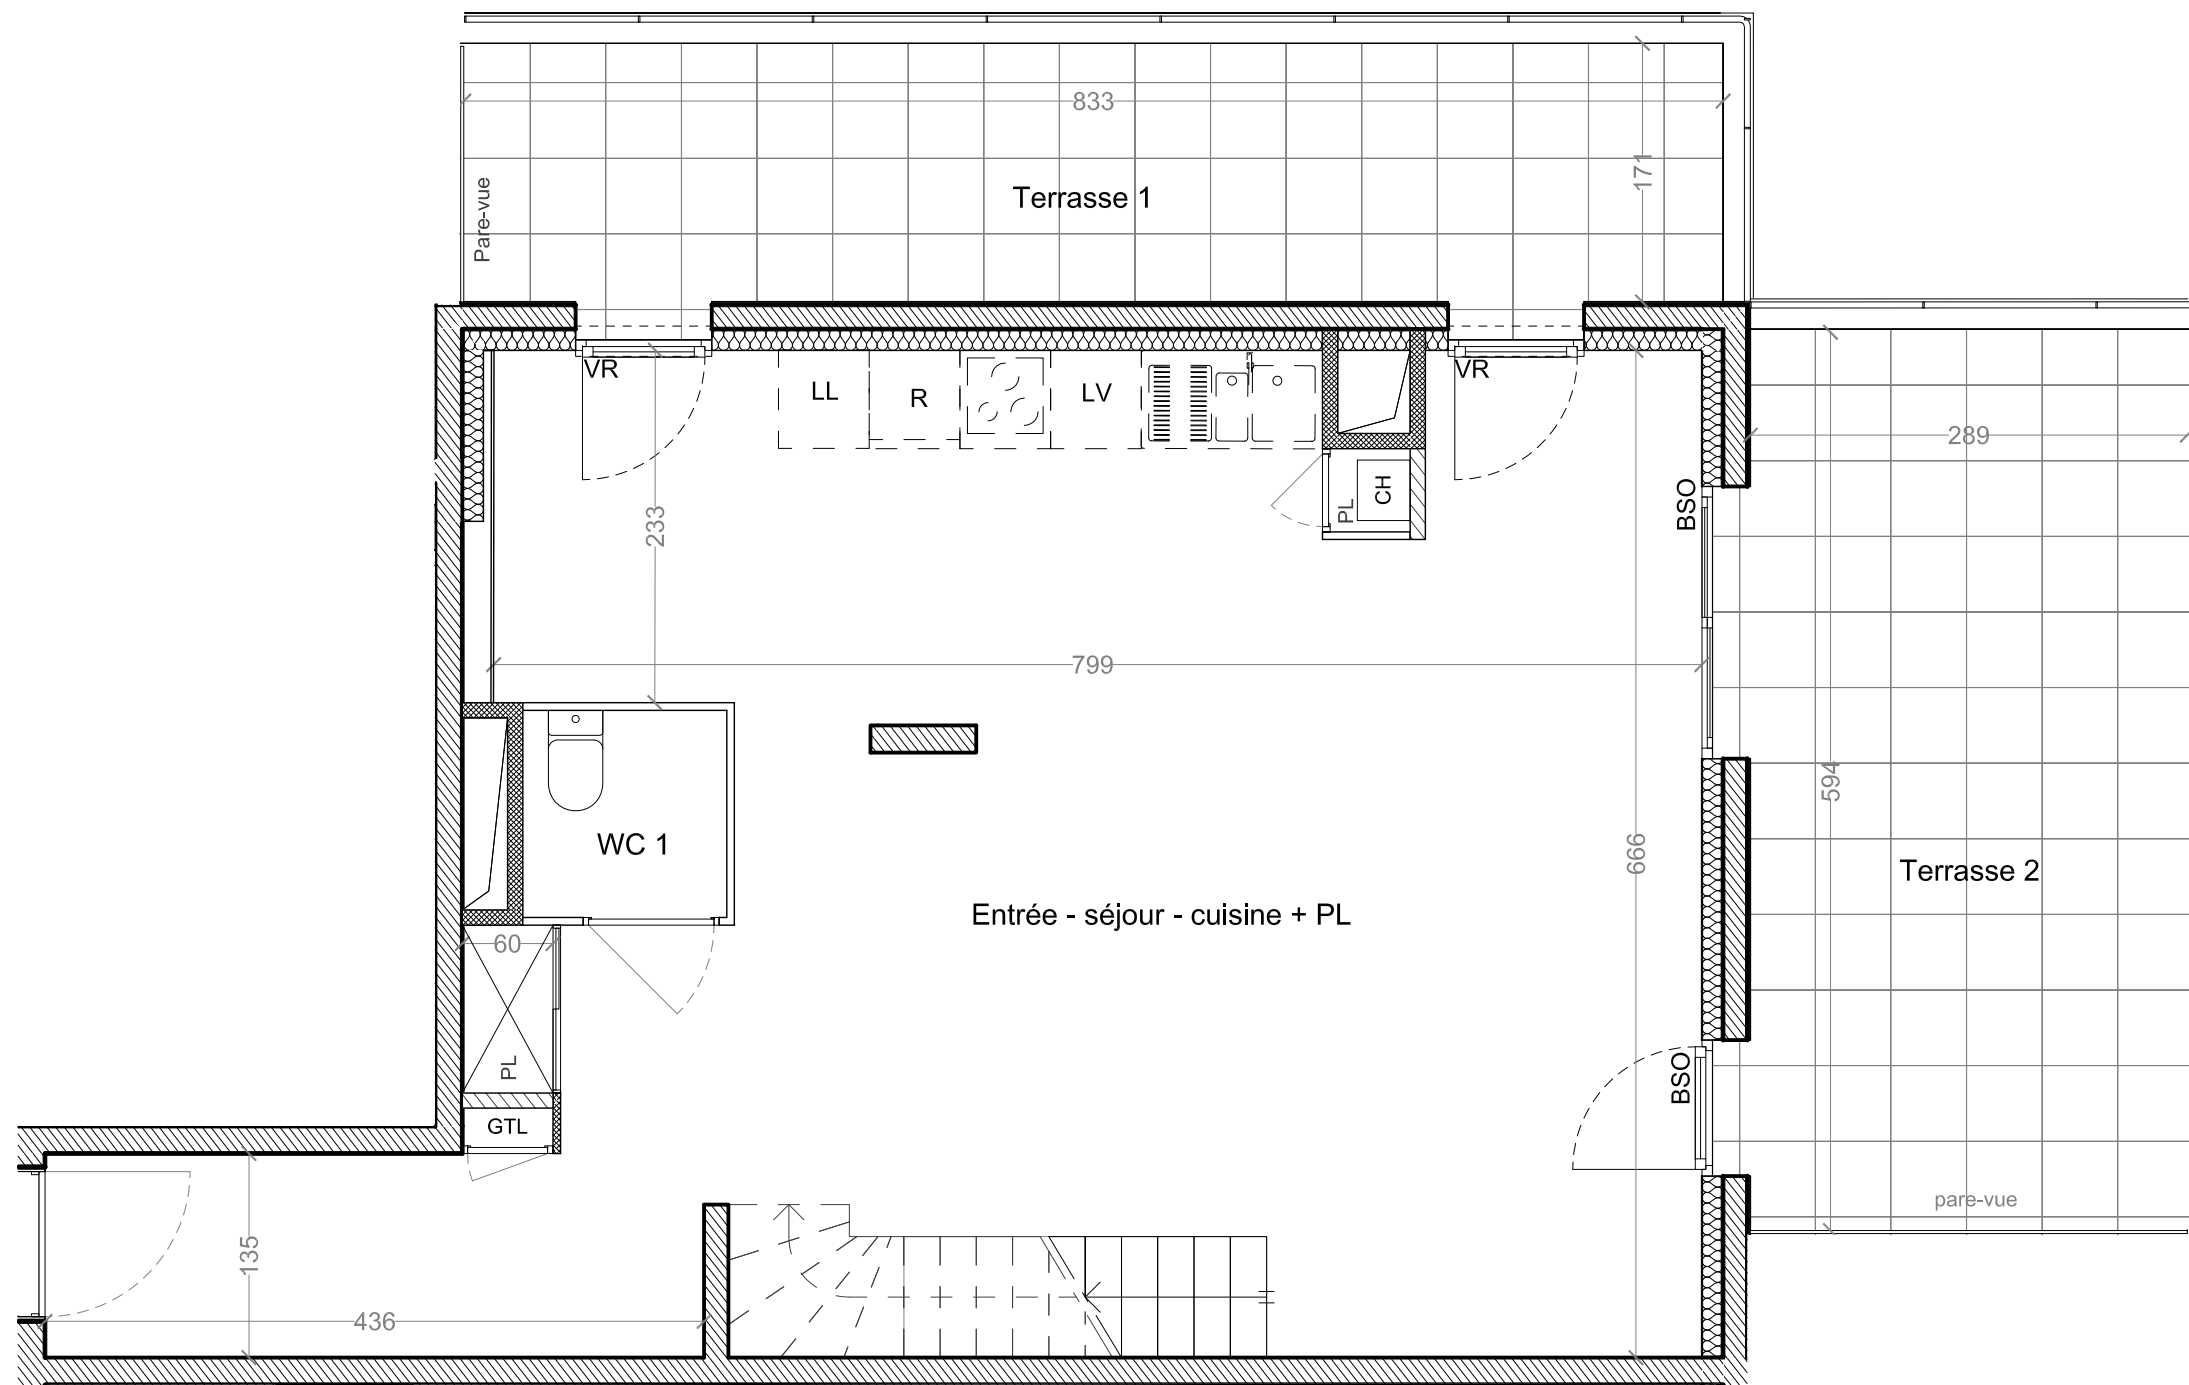 833
171
Pare-vue
Terrasse 1
VR
LL
R
LV
VR
289
CH
PL
BSO
233
799
594
WC 1
666
Terrasse 2
Entrée - séjour - cuisine + PL
60
PL
BSO
GTL
pare-vue
135
436